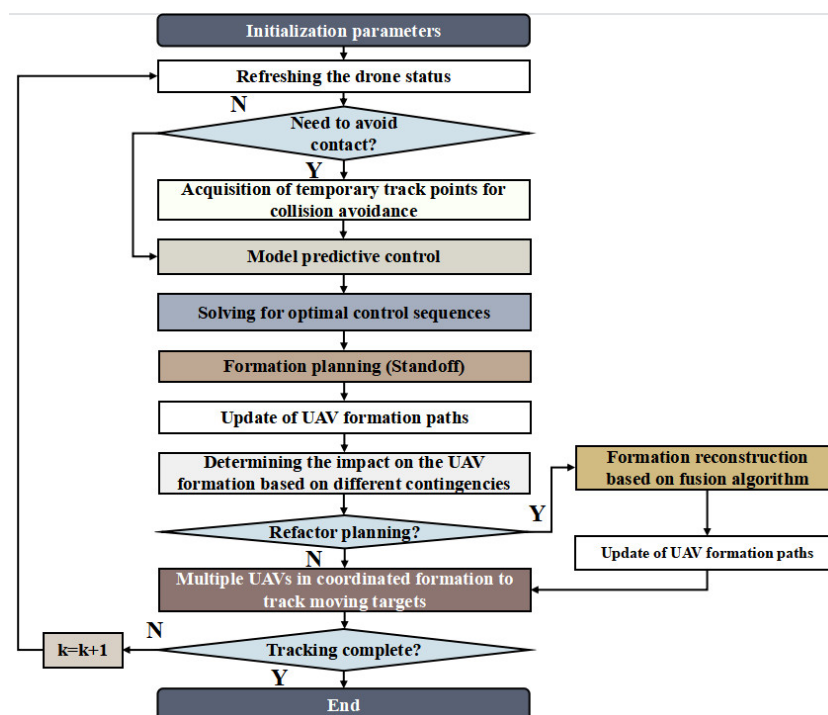 Initialization parameters
Refreshing the drone status
N
Need to avoid
contact?
Y
Acquisition of temporary track points for
collision avoidance
Model predictive control
Solving for optimal control sequences
Formation planning (Standoff)
Update of UAV formation paths
Determining the impact on the UAV
formation based on different contingencies
Formation reconstruction
based on fusion algorithm
Refactor planning?
Y
N
Update of UAV formation paths
Multiple UAVs in coordinated formation to
track moving targets
N
k=k+1
Tracking complete?
Y
End